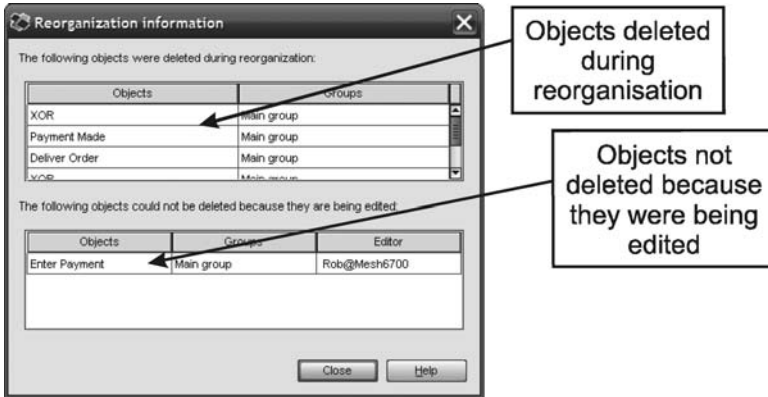 Reorganization information
The following objects were deleted during reorganization:
Objects Groups
XOR Main group
Payment Made Main group
Deliver Order Main group
XOR Main group
The following objects could not be deleted because they are being edited:
Objects Groups Editor
Enter Payment Main group Rob@Mesh6700
Close Help
Objects deleted
during
reorganisation
Objects not
deleted because
they were being
edited